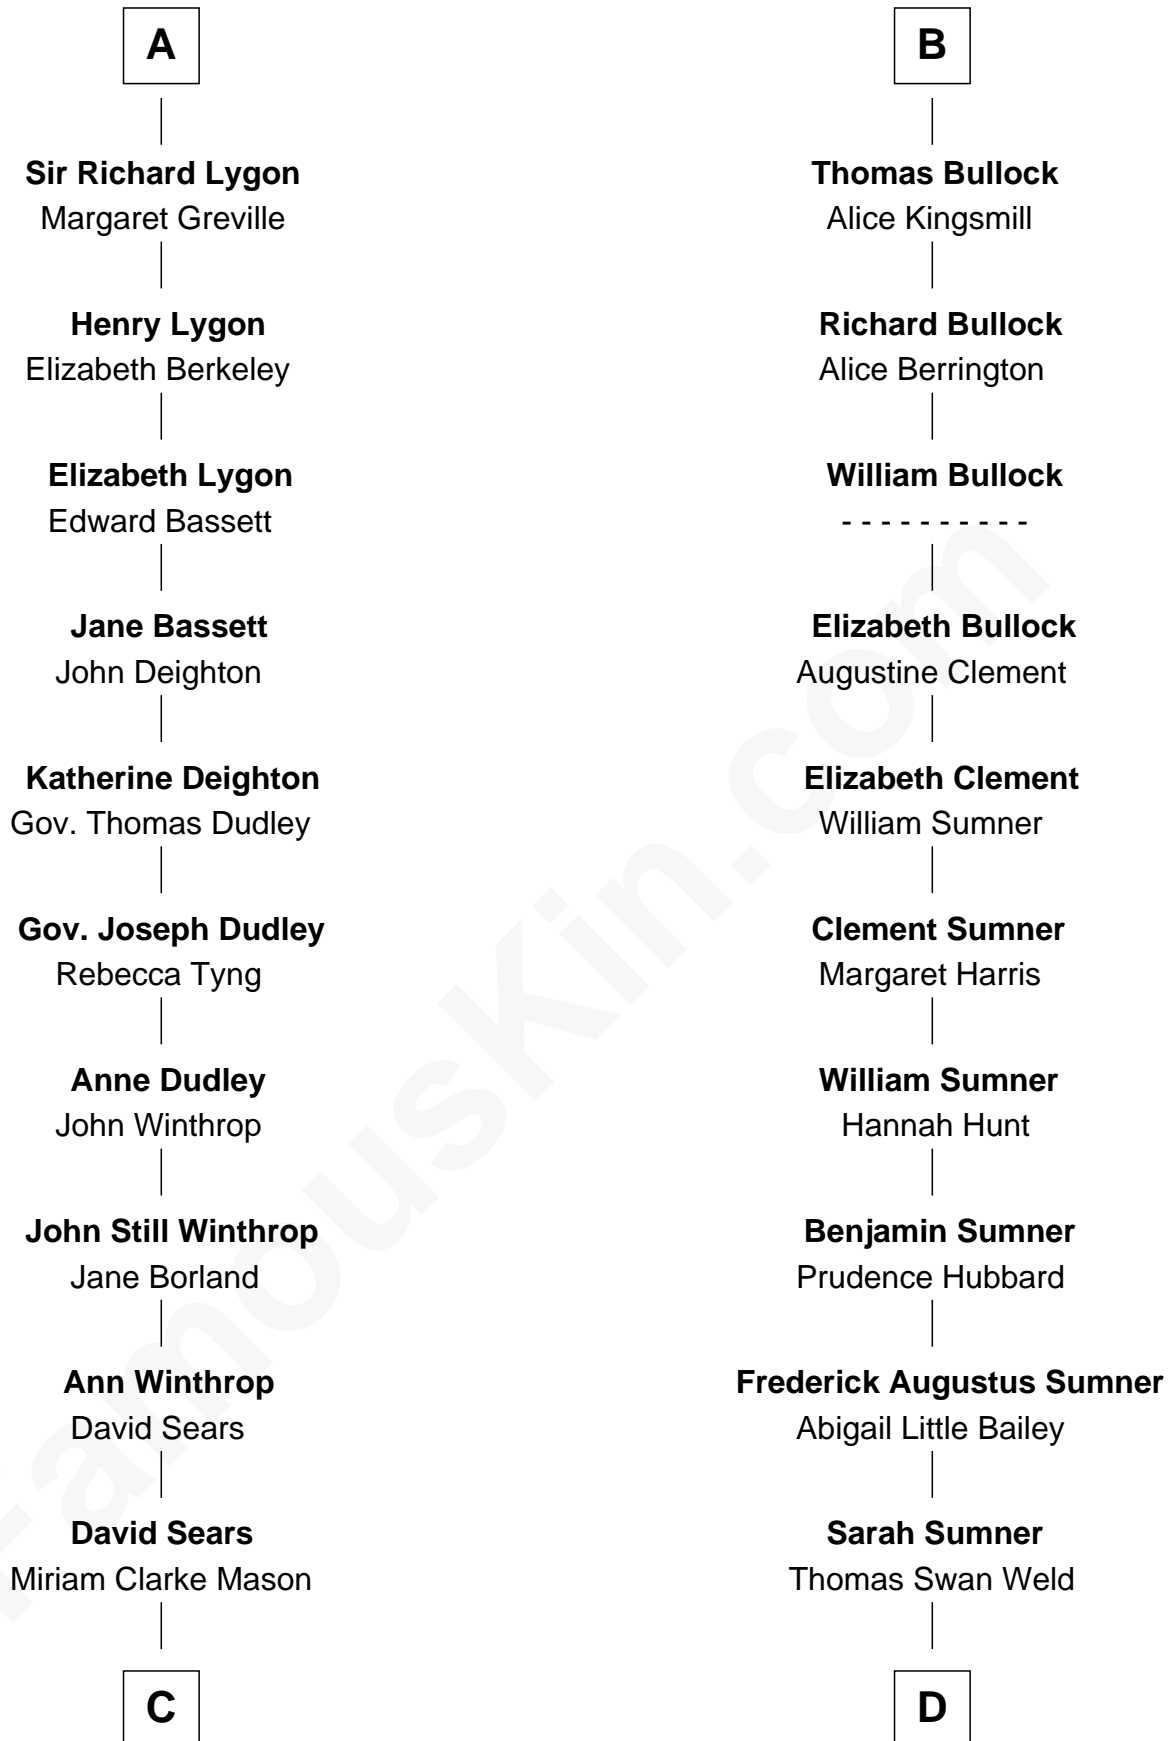 A
Sir Richard Lygon
Margaret Greville
Henry Lygon
Elizabeth Berkeley
Elizabeth Lygon
Edward Bassett
Jane Bassett
John Deighton
Katherine Deighton
Gov. Thomas Dudley
Gov. Joseph Dudley
Rebecca Tyng
Anne Dudley
John Winthrop
John Still Winthrop
Jane Borland
Ann Winthrop
David Sears
David Sears
Miriam Clarke Mason
C
B
Thomas Bullock
Alice Kingsmill
Richard Bullock
Alice Berrington
William Bullock
- - - - - - - - - -
Elizabeth Bullock
Augustine Clement
Elizabeth Clement
William Sumner
Clement Sumner
Margaret Harris
William Sumner
Hannah Hunt
Benjamin Sumner
Prudence Hubbard
Frederick Augustus Sumner
Abigail Little Bailey
Sarah Sumner
Thomas Swan Weld
D
FamousKin.com